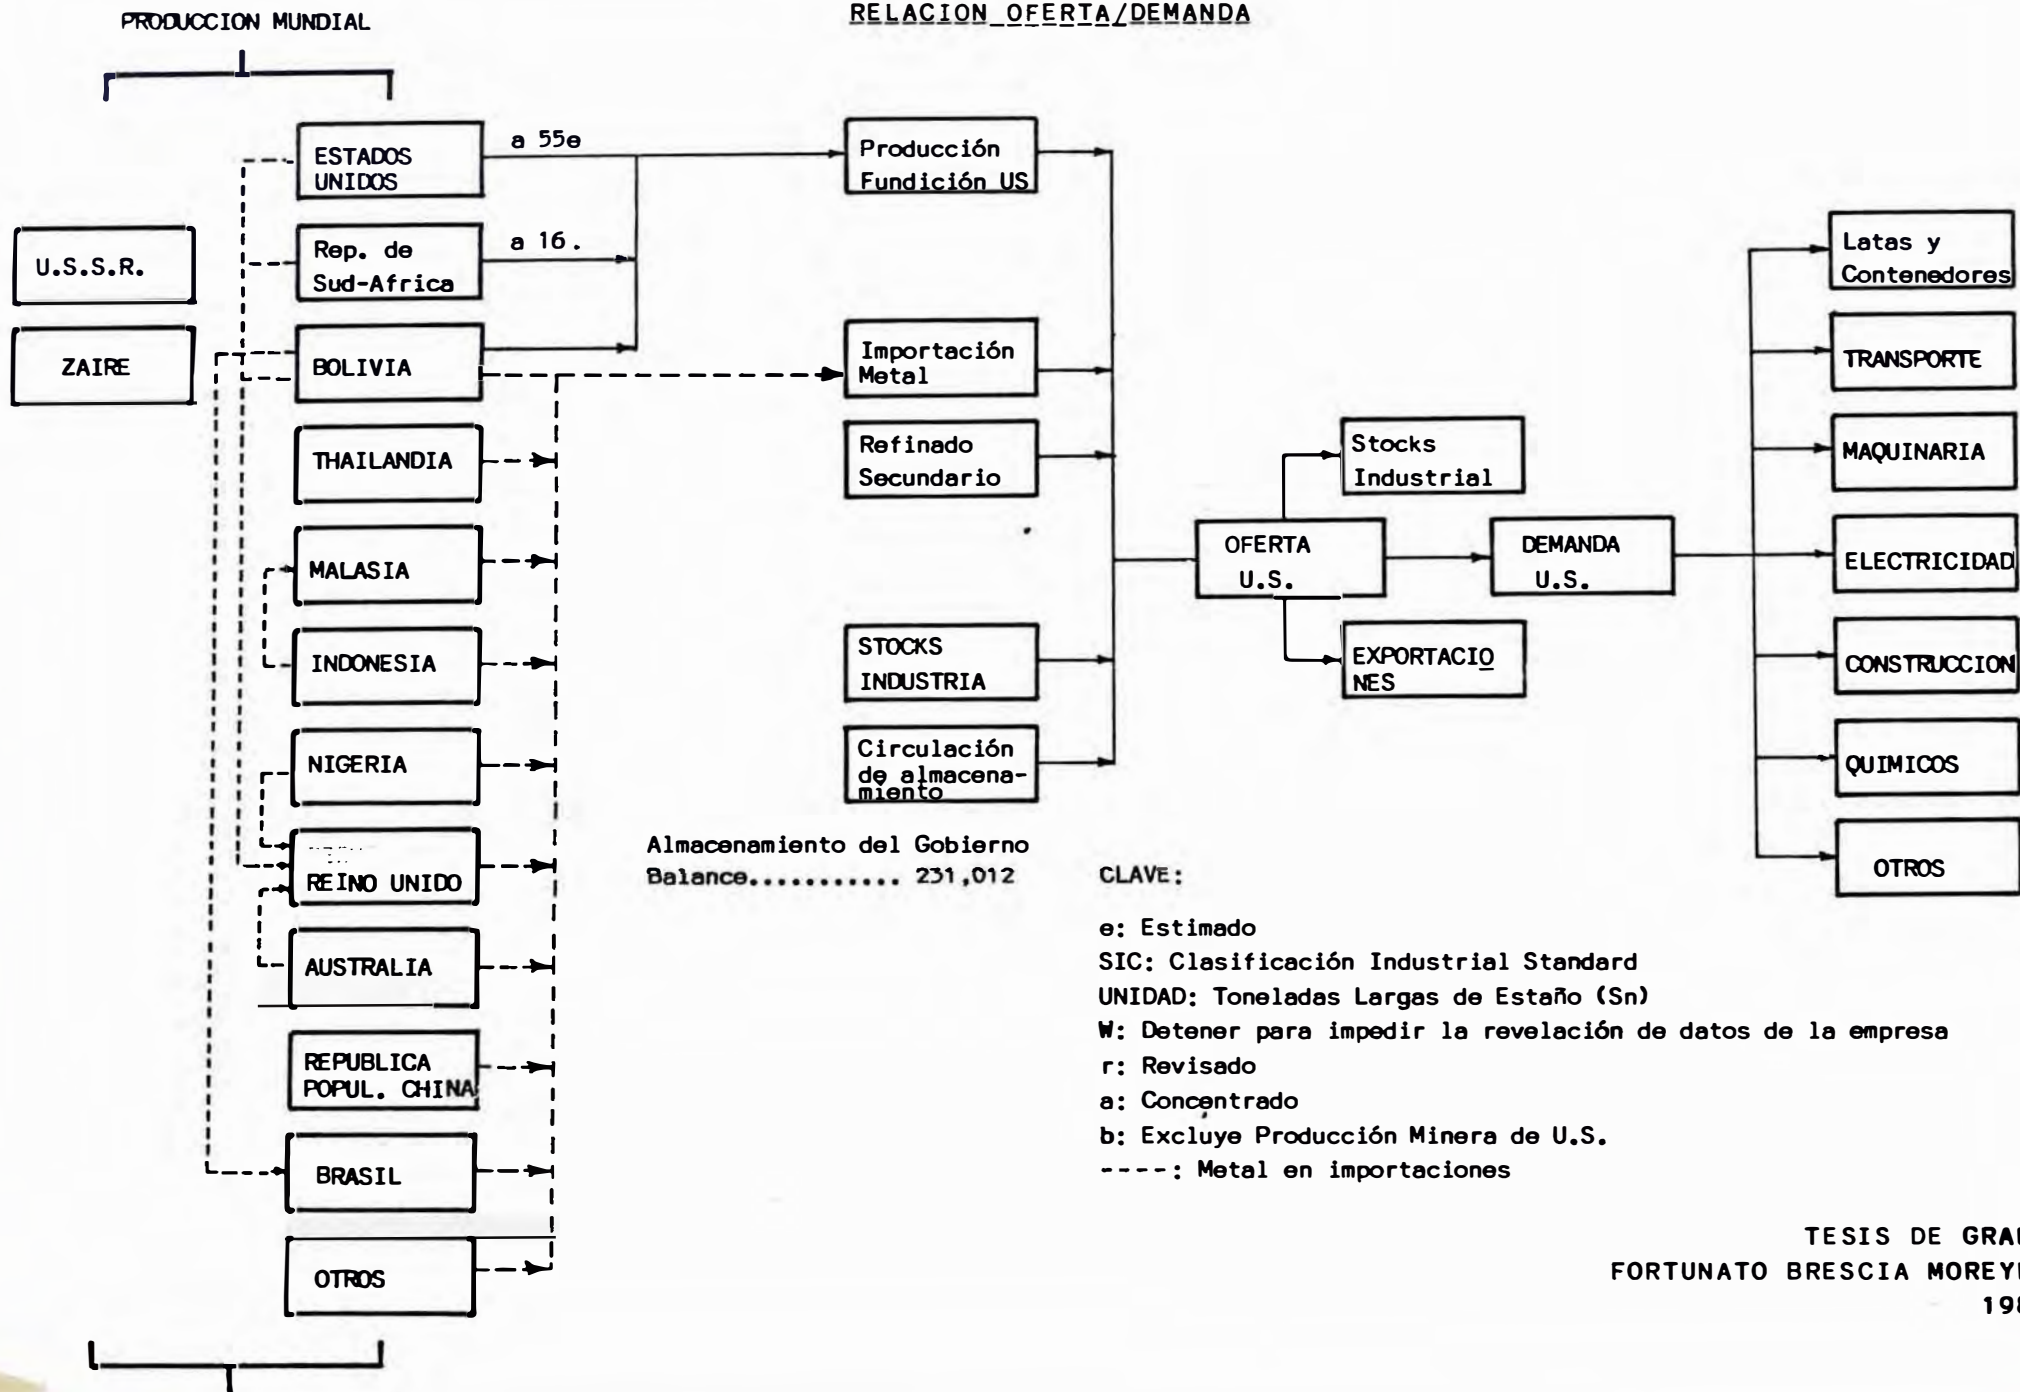 RELACION OFERTA/DEMANDA
PRODUCCION MUNDIAL
U.S.S.R.
ZAIRE
ESTADOS
UNIDOS
a 55e
Rep. de
Sud-Africa
a 16.
BOLIVIA
THAILANDIA
MALASIA
INDONESIA
NIGERIA
REINO UNIDO
AUSTRALIA
REPUBLICA
POPUL. CHINA
BRASIL
OTROS
Producción
Fundición US
Importación
Metal
Refinado
Secundario
STOCKS
INDUSTRIA
Circulación
de almacena-
miento
Almacenamiento del Gobierno
Balance........... 231,012
OFERTA
U.S.
Stocks
Industrial
DEMANDA
U.S.
EXPORTACIO
NES
Latas y
Contenedores
TRANSPORTE
MAQUINARIA
ELECTRICIDAD
CONSTRUCCION
QUIMICOS
OTROS
CLAVE:
e: Estimado
SIC: Clasificación Industrial Standard
UNIDAD: Toneladas Largas de Estaño (Sn)
W: Detener para impedir la revelación de datos de la empresa
r: Revisado
a: Concentrado
b: Excluye Producción Minera de U.S.
----: Metal en importaciones
TESIS DE
FORTUNATO BRESCIA